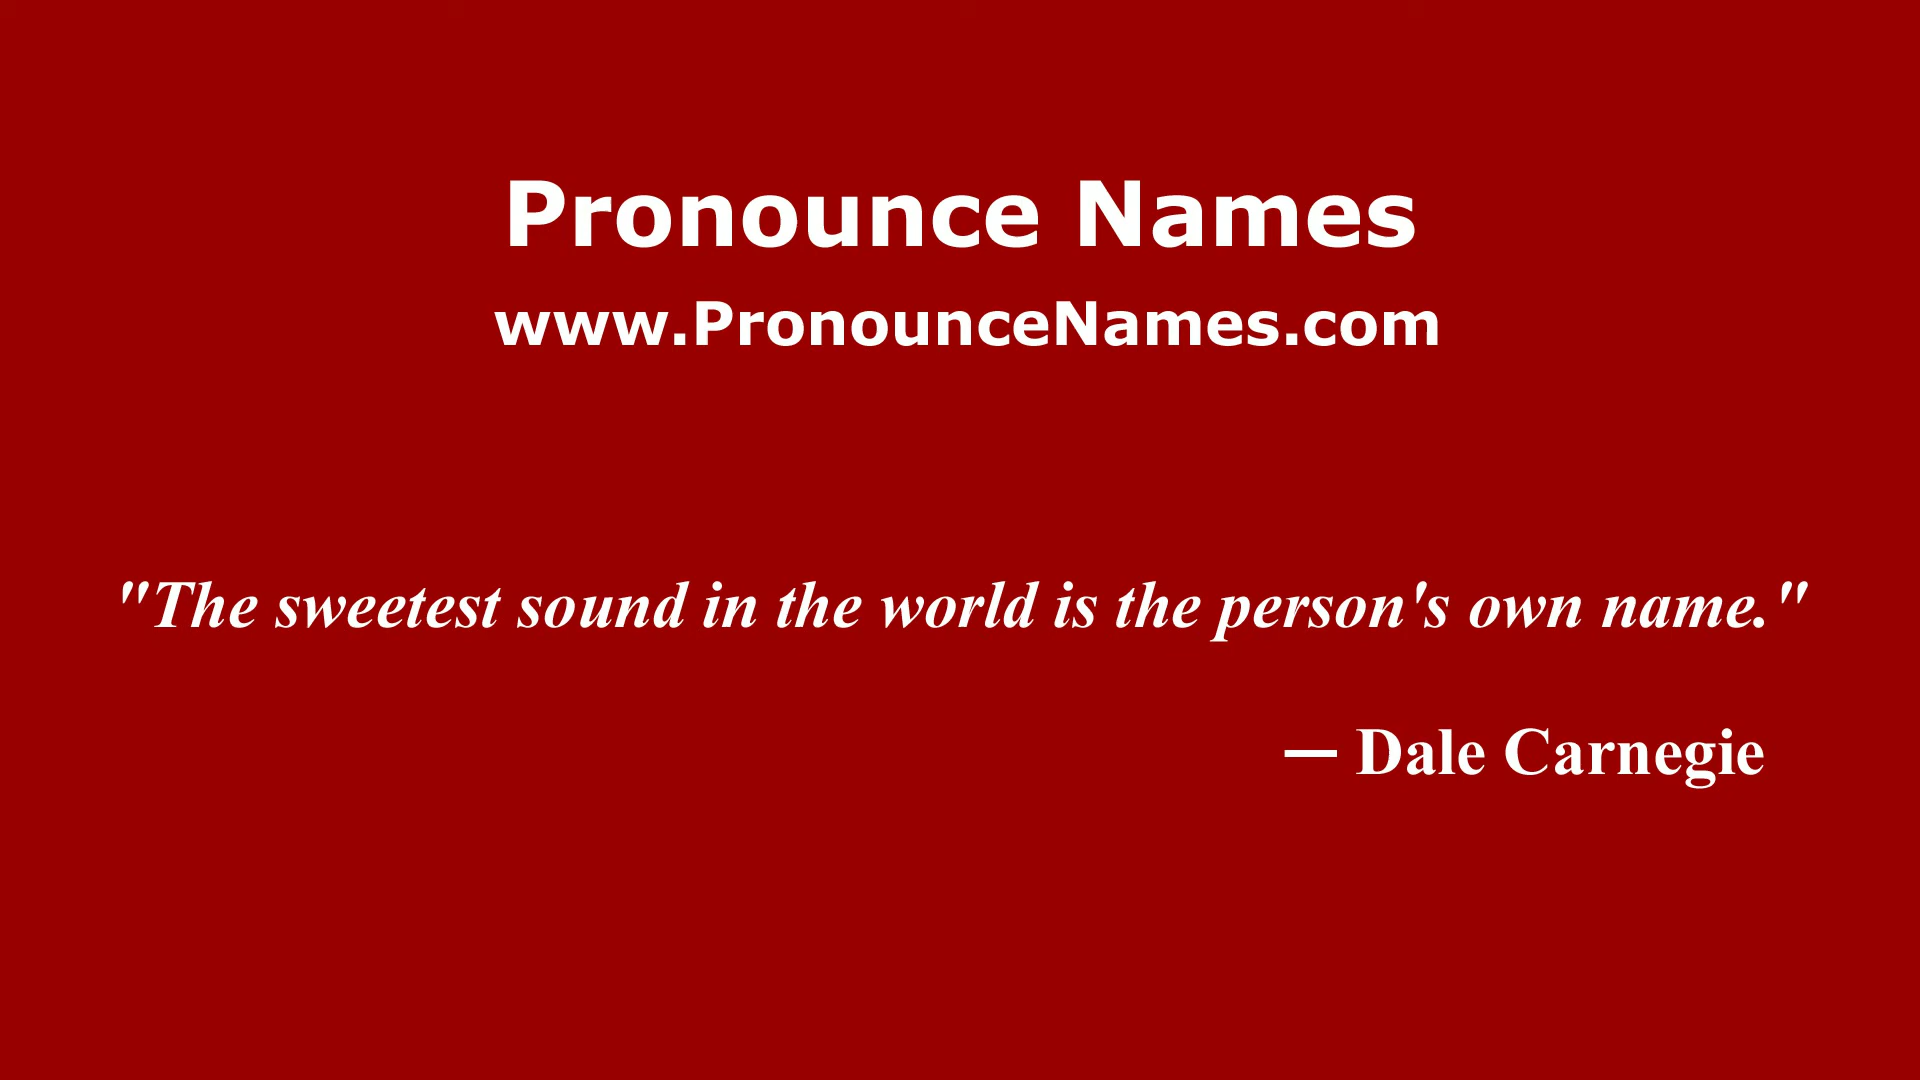 Pronounce Names
www.PronounceNames.com
"The sweetest sound in the world is the person's own name."
— Dale Carnegie